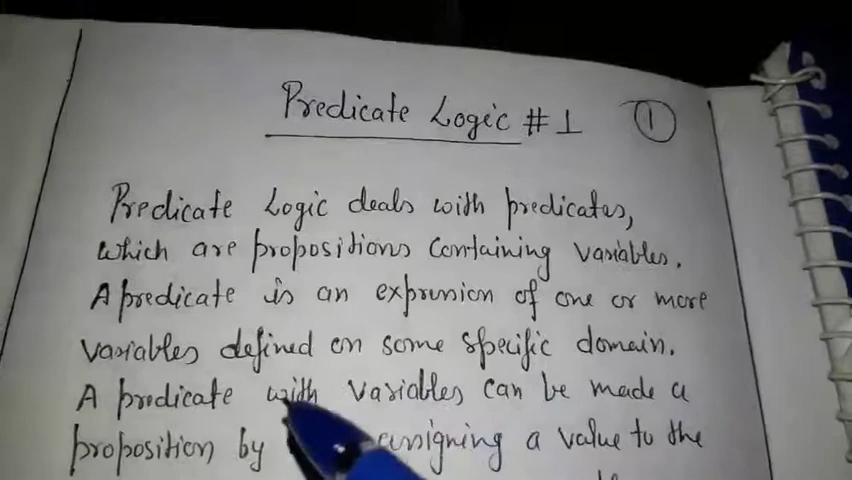 Predicate Logic #1 ①
Predicate Logic deals with predicates,
which are propositions containing variables.
A predicate is an expression of one or more
variables defined on some specific domain.
A predicate with variables can be made a
proposition by assigning a value to the